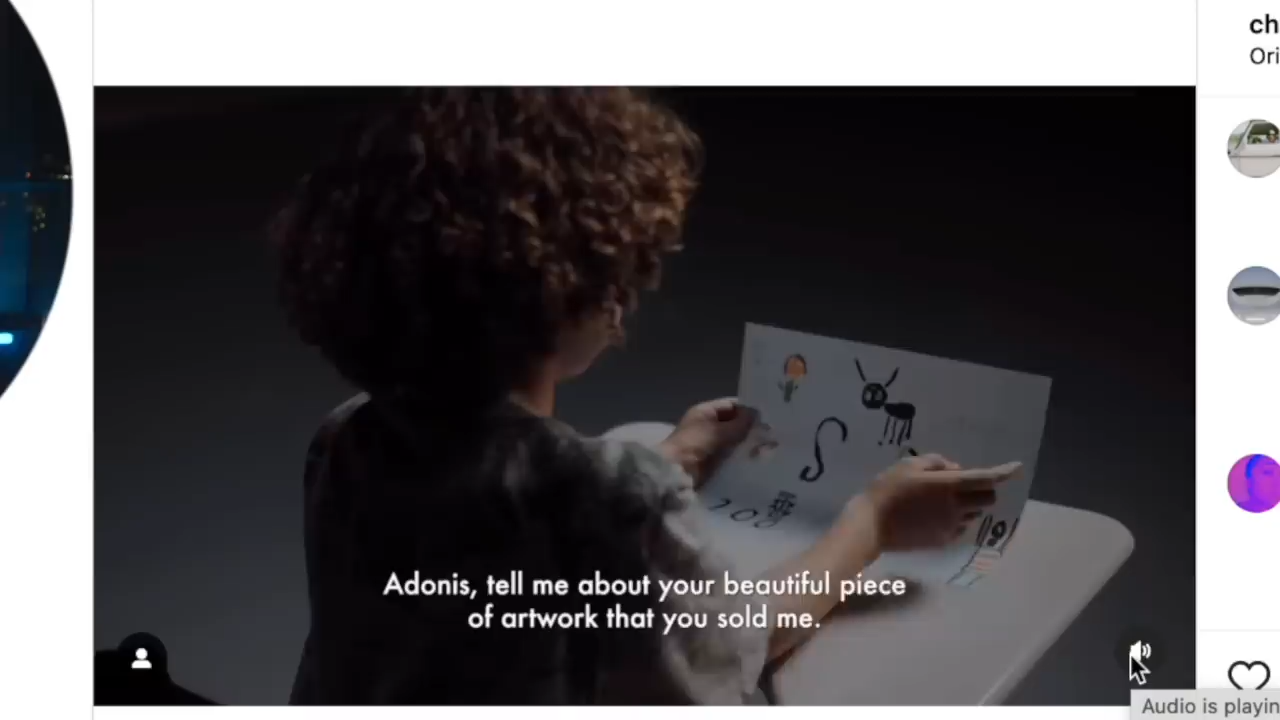 ch
Ori
S
Adonis, tell me about your beautiful piece
of artwork that you sold me.
Audio is playin